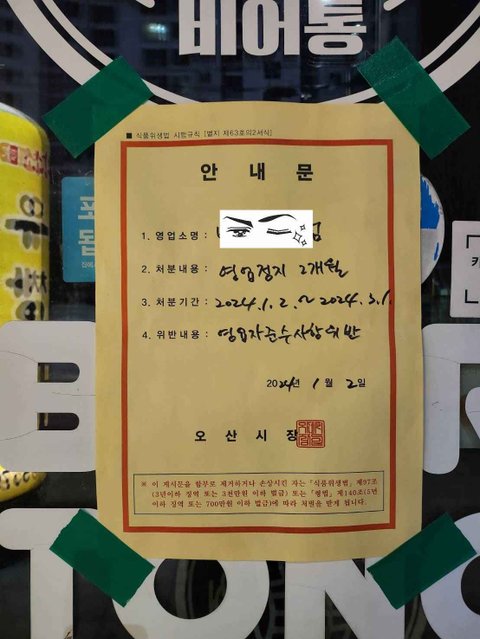 비어통
■ 식품위생법 시행규칙 [별지 제63호의2서식]
안 내 문
1. 영업소명 :
2. 처분내용 : 영업정지 2개월
3. 처분기간 : 2024. 1. 2. ~ 2024. 3. 1.
4. 위반내용 : 영업자준수사항위반
2024년 1월 2일
오 산 시 장
※ 이 게시문을 함부로 제거하거나 손상시킨 자는 「식품위생법」 제97조
(3년이하 징역 또는 3천만원 이하 벌금) 또는 「형법」 제140조(5년
이하 징역 또는 700만원 이하 벌금)에 따라 처벌을 받게 됩니다.